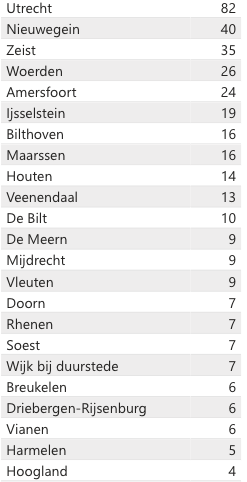 Utrecht 82
Nieuwegein 40
Zeist 35
Woerden 26
Amersfoort 24
Ijsselstein 19
Bilthoven 16
Maarssen 16
Houten 14
Veenendaal 13
De Bilt 10
De Meern 9
Mijdrecht 9
Vleuten 9
Doorn 7
Rhenen 7
Soest 7
Wijk bij duurstede 7
Breukelen 6
Driebergen-Rijsenburg 6
Vianen 6
Harmelen 5
Hoogland 4